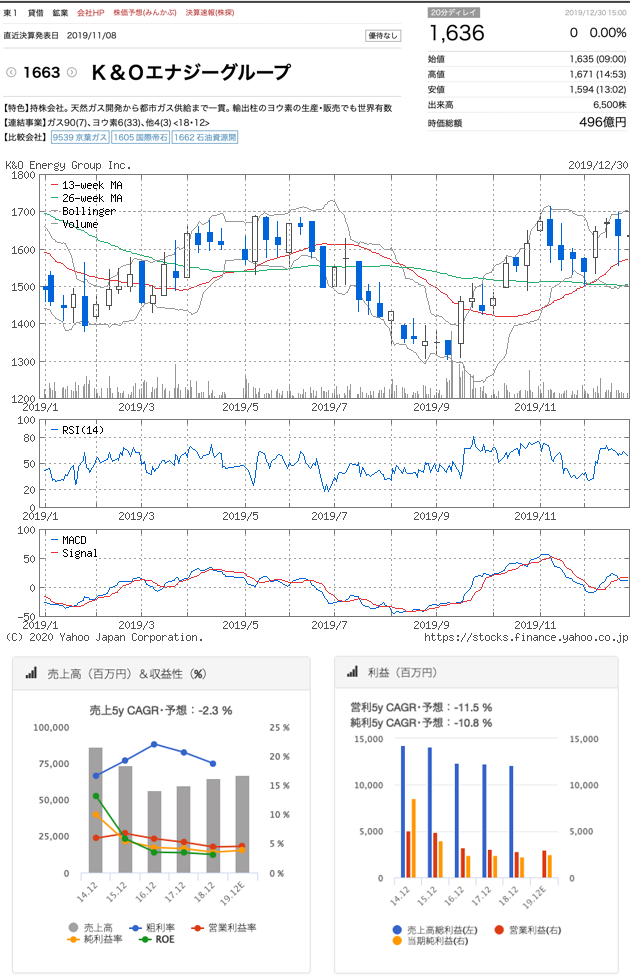 東１ 貸借 鉱業 会社HP 株価予想(みんかぶ) 決算速報(株探)
20分ディレイ
2019/12/30 15:00
直近決算発表日 2019/11/08
優待なし
1,636
0 0.00%
1663
Ｋ＆Ｏエナジーグループ
始値 1,635 (09:00)
高値 1,671 (14:53)
安値 1,594 (13:02)
出来高 6,500株
時価総額 496億円
【特色】持株会社。天然ガス開発から都市ガス供給まで一貫。輸出柱のヨウ素の生産・販売でも世界有数
【連結事業】ガス90(7)、ヨウ素6(33)、他4(3) <18・12>
【比較会社】 9539 京葉ガス 1605 国際帝石 1662 石油資源開
K&O Energy Group Inc.
2019/12/30
1800
1700
1600
1500
1400
1300
1200
13-week MA
26-week MA
Bollinger
Volume
2019/1 2019/3 2019/5 2019/7 2019/9 2019/11
100
80
50
20
0
RSI(14)
2019/1 2019/3 2019/5 2019/7 2019/9 2019/11
100
50
0
-50
MACD
Signal
2019/1 2019/3 2019/5 2019/7 2019/9 2019/11
(C) 2020 Yahoo Japan Corporation.
https://stocks.finance.yahoo.co.jp
売上高（百万円）＆収益性（%）
売上5y CAGR・予想：-2.3 %
100,000
75,000
50,000
25,000
0
25 %
20 %
15 %
10 %
5 %
0 %
14.12 15.12 16.12 17.12 18.12 19.12E
売上高 粗利率 営業利益率
純利益率 ROE
利益（百万円）
営利5y CAGR・予想：-11.5 %
純利5y CAGR・予想：-10.8 %
15,000
10,000
5,000
0
15,000
10,000
5,000
0
14.12 15.12 16.12 17.12 18.12 19.12E
売上高総利益(左) 営業利益(右)
当期純利益(右)